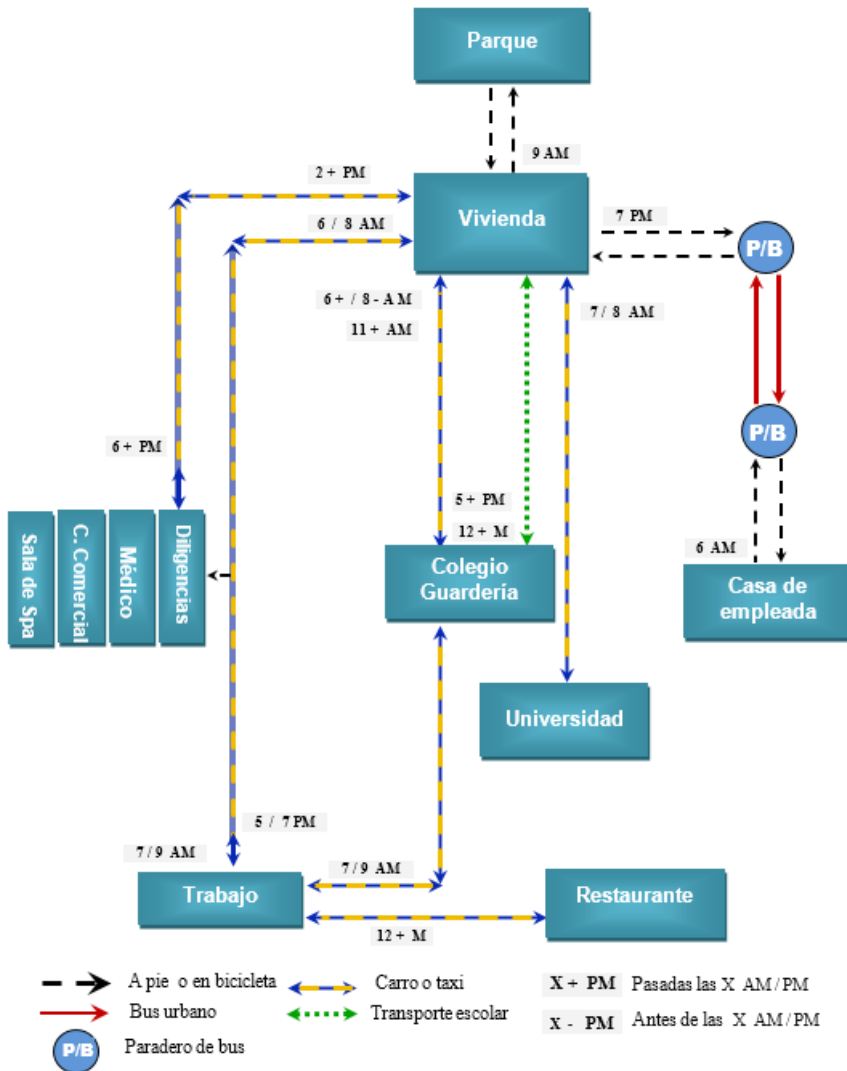 Parque
9 AM
2 + PM
Vivienda
7 PM
P/B
6 / 8 AM
6 + / 8 - A M
11 + AM
7 / 8 AM
P/B
6 + PM
5 + PM
12 + M
6 AM
Sala de Spa
C. Comercial
Médico
Diligencias
Colegio
Guardería
Casa de
empleada
Universidad
5 / 7 PM
7 / 9 AM
7 / 9 AM
Trabajo
Restaurante
12 + M
A pie o en bicicleta
Carro o taxi
X + PM Pasadas las X AM / PM
Bus urbano
Transporte escolar
X - PM Antes de las X AM / PM
P/B
Paradero de bus